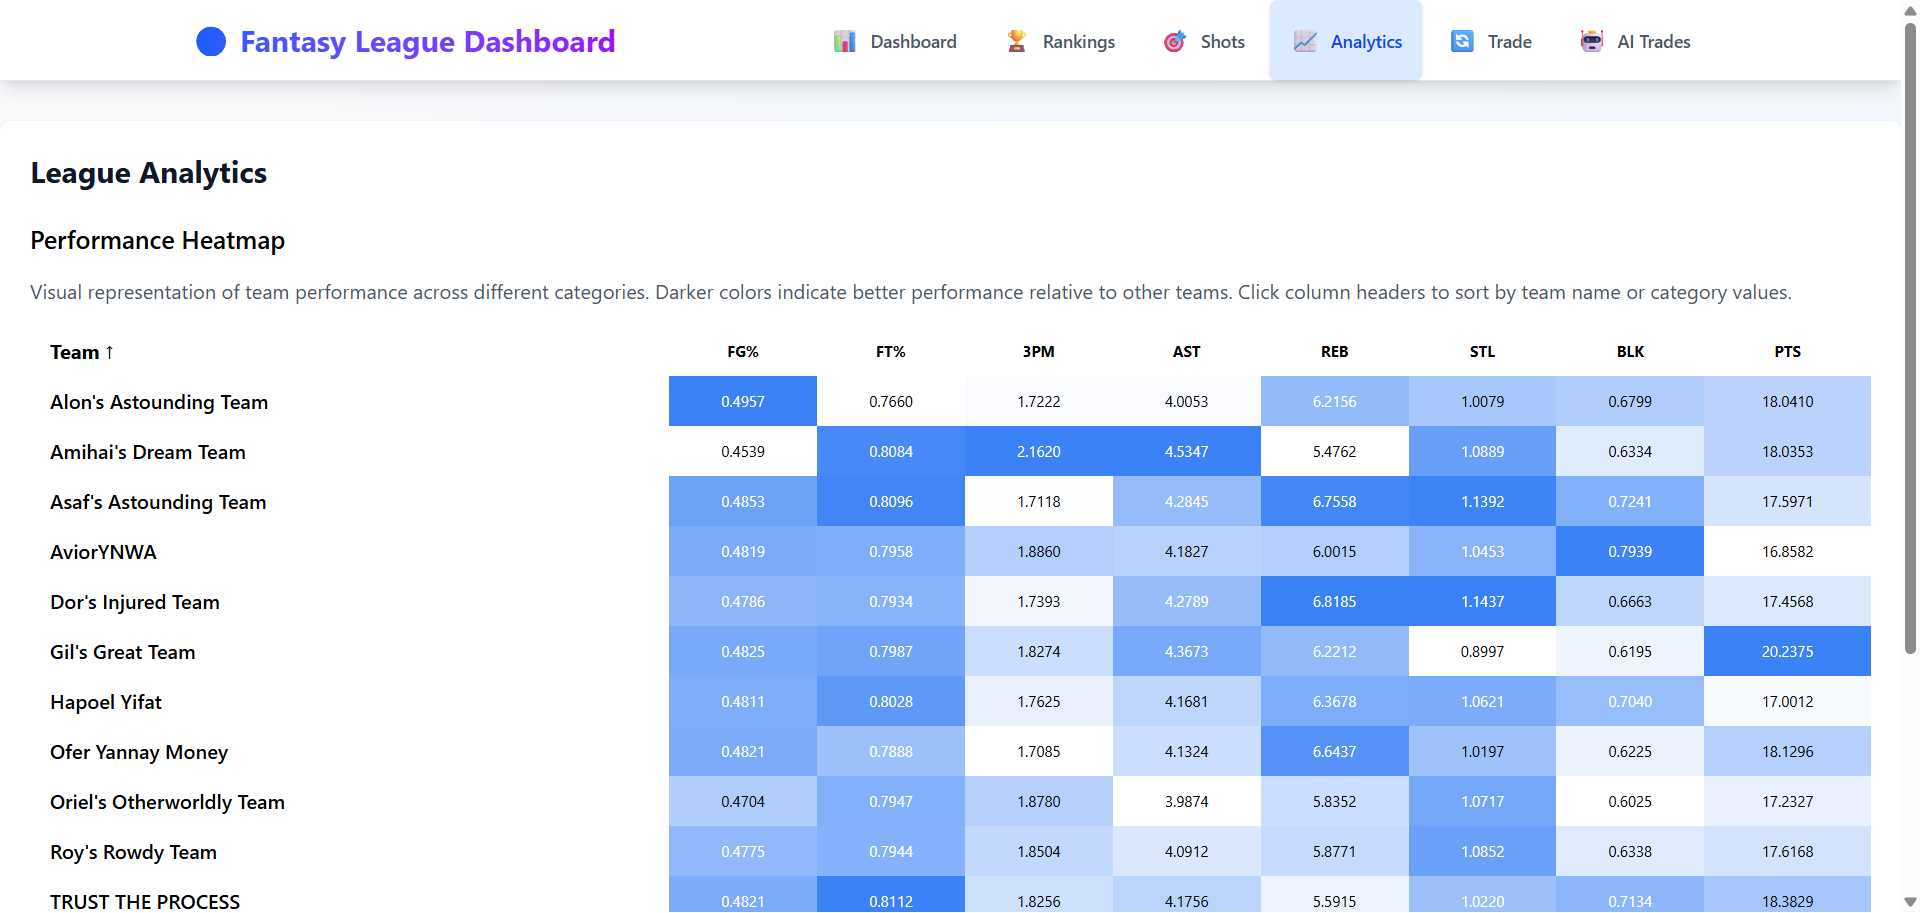 Fantasy League Dashboard Dashboard Rankings Shots Analytics Trade AI Trades
League Analytics
Performance Heatmap
Visual representation of team performance across different categories. Darker colors indicate better performance relative to other teams. Click column headers to sort by team name or category values.
Team ↑ FG% FT% 3PM AST REB STL BLK PTS
Alon's Astounding Team 0.4957 0.7660 1.7222 4.0053 6.2156 1.0079 0.6799 18.0410
Amihai's Dream Team 0.4539 0.8084 2.1620 4.5347 5.4762 1.0889 0.6334 18.0353
Asaf's Astounding Team 0.4853 0.8096 1.7118 4.2845 6.7558 1.1392 0.7241 17.5971
AviorYNWA 0.4819 0.7958 1.8860 4.1827 6.0015 1.0453 0.7939 16.8582
Dor's Injured Team 0.4786 0.7934 1.7393 4.2789 6.8185 1.1437 0.6663 17.4568
Gil's Great Team 0.4825 0.7987 1.8274 4.3673 6.2212 0.8997 0.6195 20.2375
Hapoel Yifat 0.4811 0.8028 1.7625 4.1681 6.3678 1.0621 0.7040 17.0012
Ofer Yannay Money 0.4821 0.7888 1.7085 4.1324 6.6437 1.0197 0.6225 18.1296
Oriel's Otherworldly Team 0.4704 0.7947 1.8780 3.9874 5.8352 1.0717 0.6025 17.2327
Roy's Rowdy Team 0.4775 0.7944 1.8504 4.0912 5.8771 1.0852 0.6338 17.6168
TRUST THE PROCESS 0.4821 0.8112 1.8256 4.1756 5.5915 1.0220 0.7134 18.3829